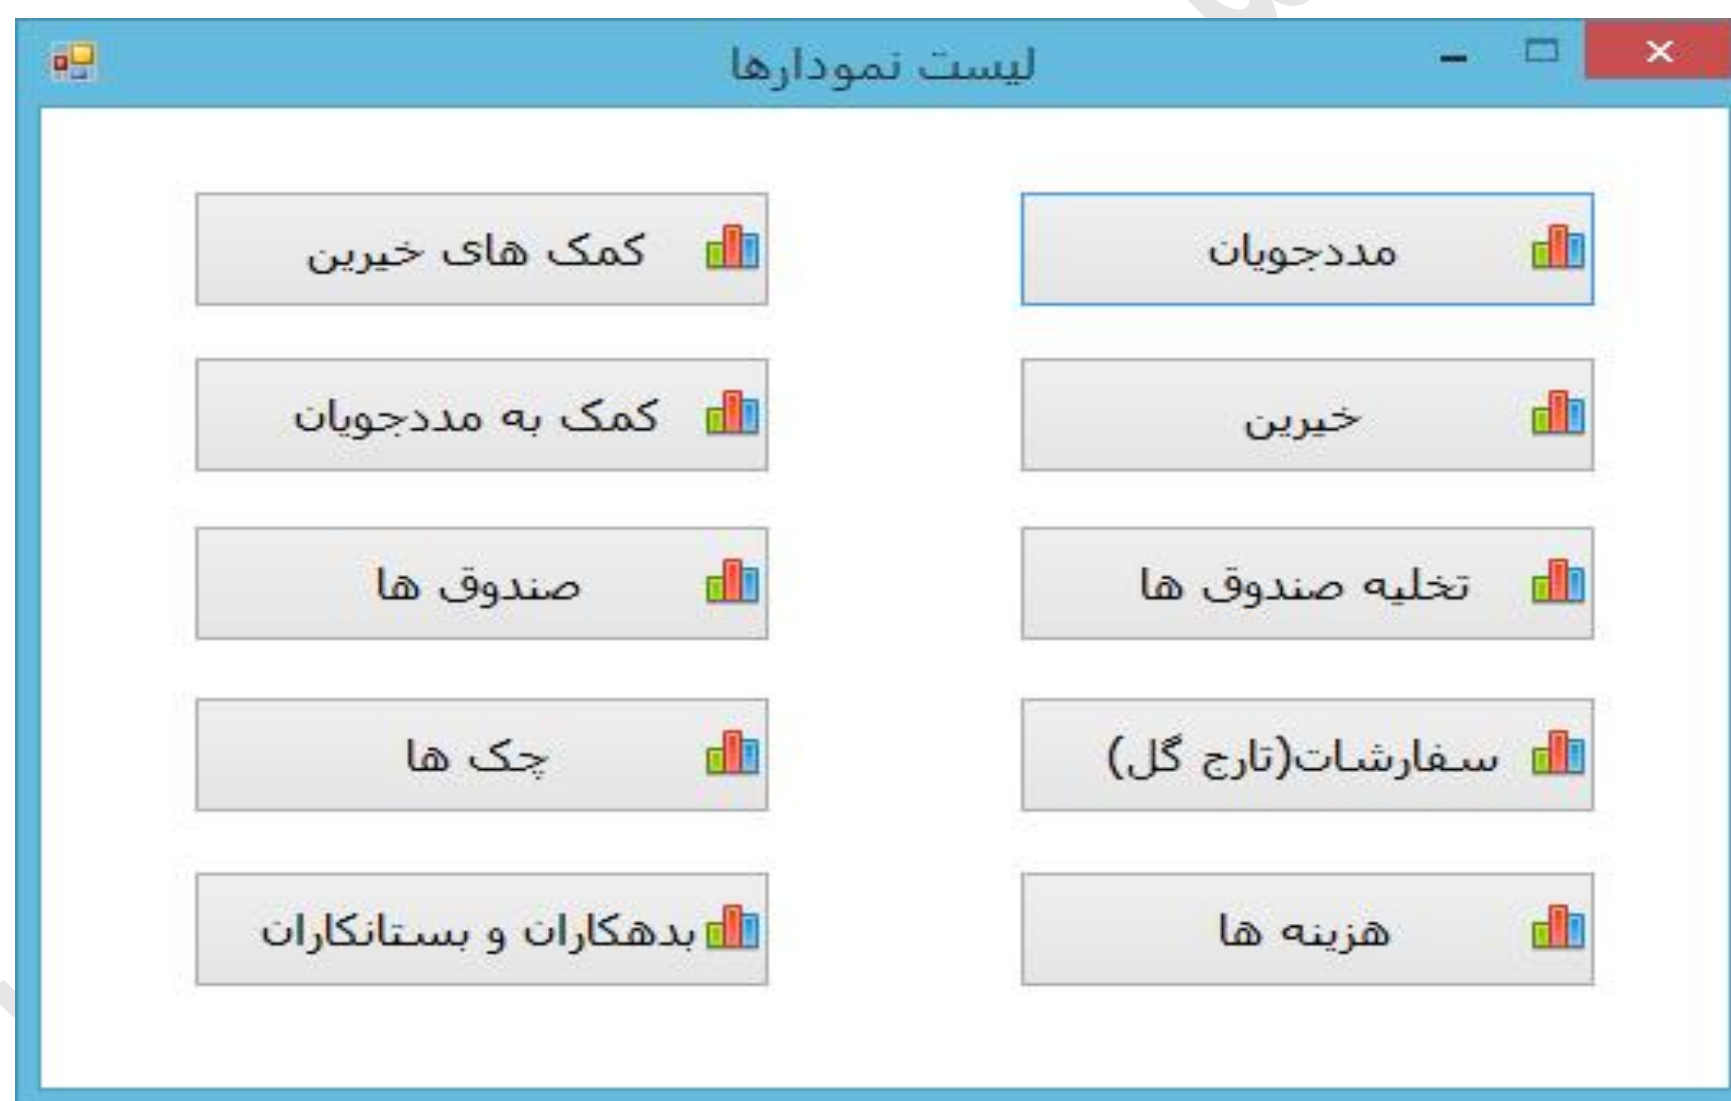 لیست نمودارها
مددجویان
کمک های خیرین
خیرین
کمک به مددجویان
تخلیه صندوق ها
صندوق ها
سفارشات(تارج گل)
چک ها
هزینه ها
بدهکاران و بستانکاران